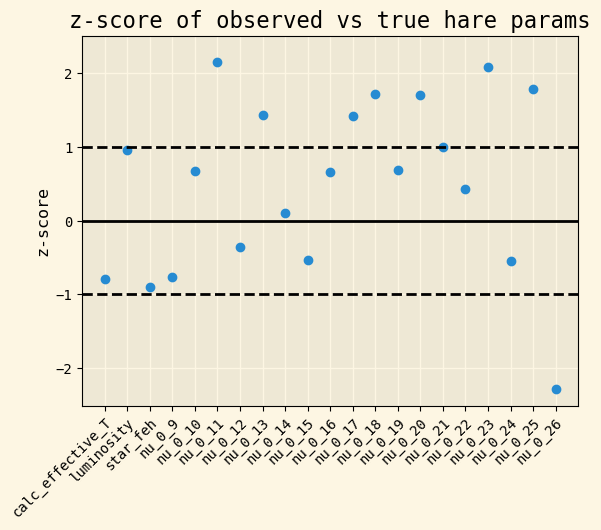 z-score of observed vs true hare params
z-score
2
1
0
−1
−2
calc_effective_T
luminosity
star_feh
nu_0_9
nu_0_10
nu_0_11
nu_0_12
nu_0_13
nu_0_14
nu_0_15
nu_0_16
nu_0_17
nu_0_18
nu_0_19
nu_0_20
nu_0_21
nu_0_22
nu_0_23
nu_0_24
nu_0_25
nu_0_26